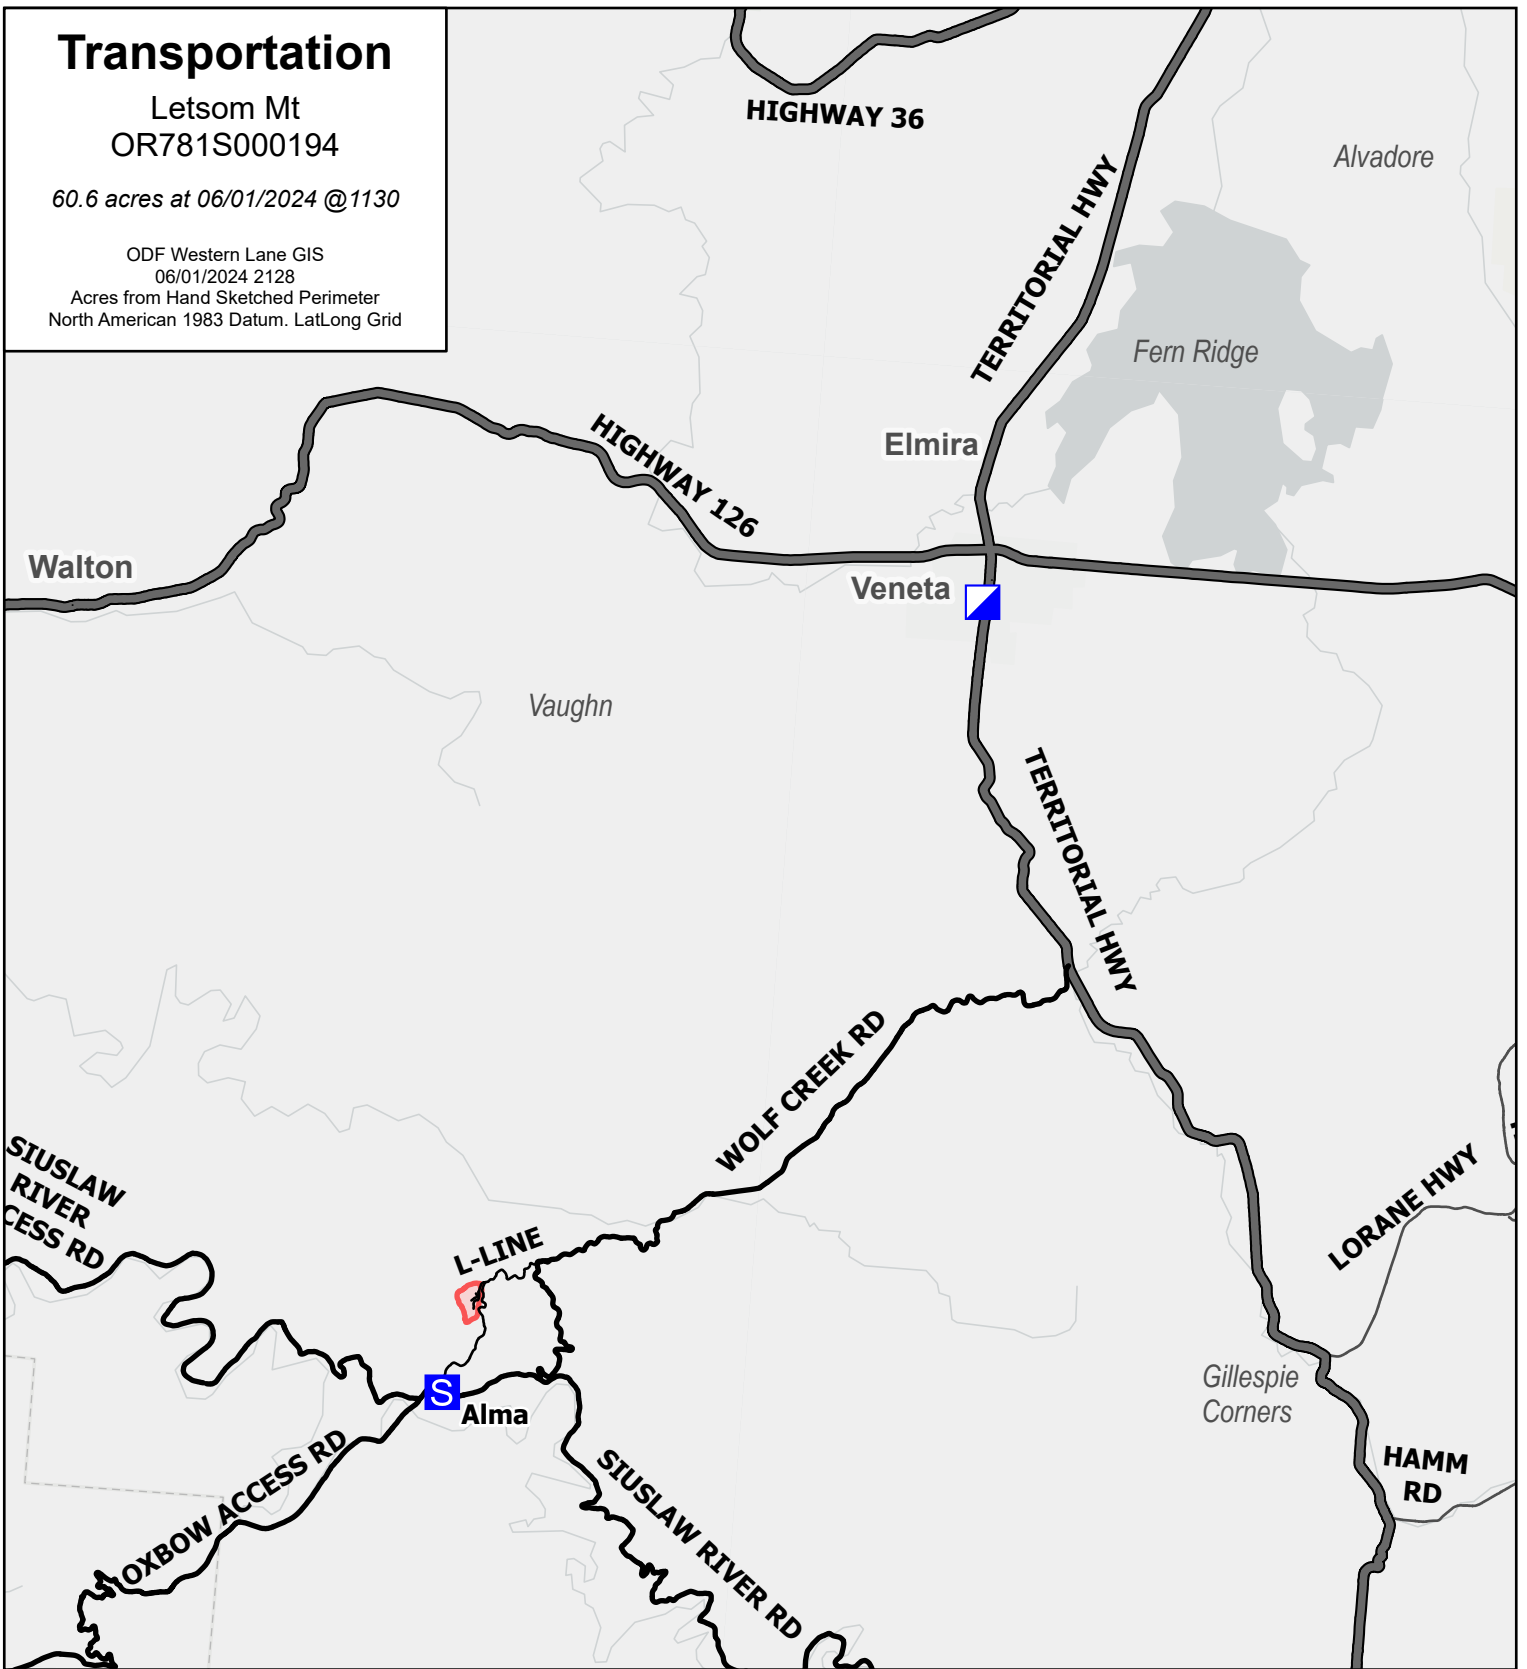 Transportation
Letsom Mt
OR781S000194
60.6 acres at 06/01/2024 @1130
ODF Western Lane GIS
06/01/2024 2128
Acres from Hand Sketched Perimeter
North American 1983 Datum. LatLong Grid
HIGHWAY 36
Alvadore
TERRITORIAL HWY
Fern Ridge
Elmira
HIGHWAY 126
Walton
Veneta
Vaughn
TERRITORIAL HWY
WOLF CREEK RD
SIUSLAW
RIVER
CESS RD
LORANE HWY
L-LINE
Gillespie
Corners
S
Alma
HAMM
RD
OXBOW ACCESS RD
SIUSLAW RIVER RD